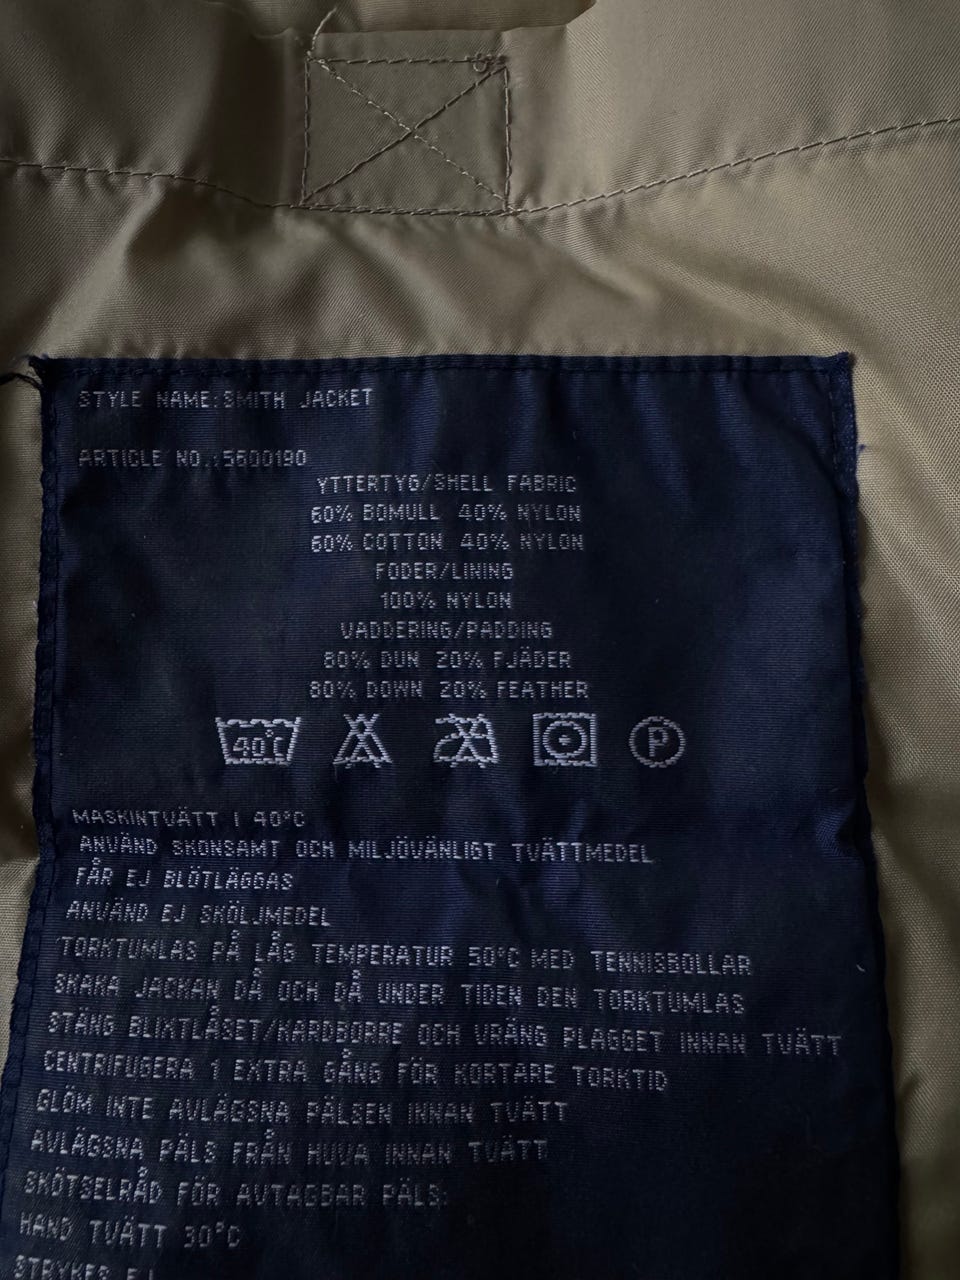 STYLE NAME:SMITH JACKET
ARTICLE NO.:5600190
YTTERTYG/SHELL FABRIC
60% BOMULL 40% NYLON
60% COTTON 40% NYLON
FODER/LINING
100% NYLON
VADDERING/PADDING
80% DUN 20% FJÄDER
80% DOWN 20% FEATHER
40°C P
MASKINTVÄTT I 40°C
ANVÄND SKONSAMT OCH MILJÖVÄNLIGT TVÄTTMEDEL
FÅR EJ BLÖTLÄGGAS
ANVÄND EJ SKÖLJMEDEL
TORKTUMLAS PÅ LÅG TEMPERATUR 50°C MED TENNISBOLLAR
SKAKA JACKAN DÅ OCH DÅ UNDER TIDEN DEN TORKTUMLAS
STÄNG BLIKTLÅSET/KARDBORRE OCH VRÄNG PLAGGET INNAN TVÄTT
CENTRIFUGERA 1 EXTRA GÅNG FÖR KORTARE TORKTID
GLÖM INTE AVLÄGSNA PÄLSEN INNAN TVÄTT
AVLÄGSNA PÄLS FRÅN HUVA INNAN TVÄTT
SKÖTSELRÅD FÖR AVTAGBAR PÄLS:
HAND TVÄTT 30°C
STRYKES EJ